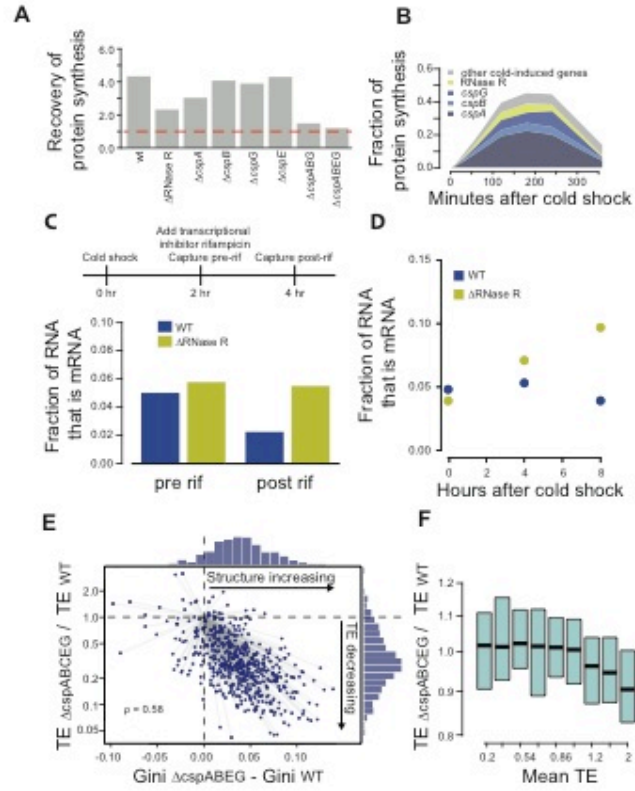 A
Recovery of
protein synthesis
6.0
4.0
2.0
0.0
wt
ΔRNase R
ΔcspA
ΔcspB
ΔcspG
ΔcspE
ΔcspABG
ΔcspABEG
B
Fraction of
protein synthesis
0.6
0.4
0.2
0.0
other cold-induced genes
RNase R
cspG
cspB
cspA
0 100 200 300
Minutes after cold shock
C
Add transcriptional
inhibitor rifampicin
Cold shock Capture pre-rif Capture post-rif
0 hr 2 hr 4 hr
Fraction of RNA
that is mRNA
0.10
0.08
0.06
0.04
0.02
0.00
WT
ΔRNase R
pre rif post rif
D
Fraction of RNA
that is mRNA
0.15
0.10
0.05
0.00
WT
ΔRNase R
0 2 4 6 8
Hours after cold shock
E
TE ΔcspABCEG / TE WT
2.0
1.0
0.5
0.2
0.1
0.05
Structure increasing
TE decreasing
ρ = 0.58
-0.10 -0.05 0.00 0.05 0.10
Gini ΔcspABEG - Gini WT
F
TE ΔcspABCEG / TE WT
1.2
1.1
1.0
0.9
0.8
0.2 0.54 0.86 1.2 2
Mean TE